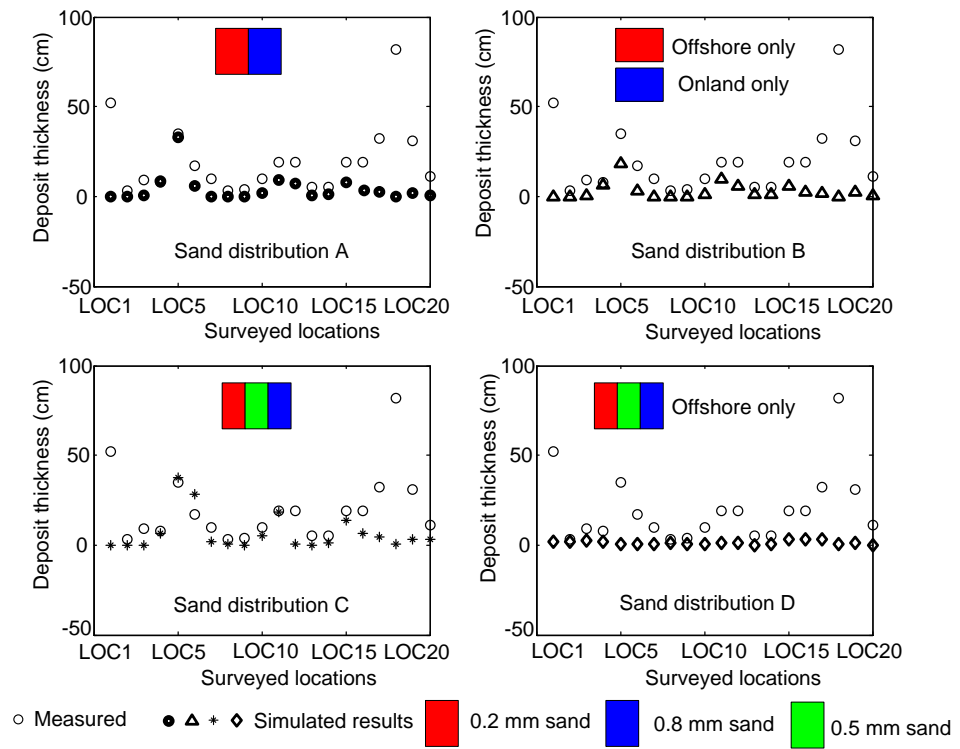 100
50
0
-50
Deposit thickness (cm)
Sand distribution A
LOC1 LOC5 LOC10 LOC15 LOC20
Surveyed locations
100
50
0
-50
Deposit thickness (cm)
Offshore only
Onland only
Sand distribution B
LOC1 LOC5 LOC10 LOC15 LOC20
Surveyed locations
100
50
0
-50
Deposit thickness (cm)
Sand distribution C
LOC1 LOC5 LOC10 LOC15 LOC20
Surveyed locations
100
50
0
-50
Deposit thickness (cm)
Offshore only
Sand distribution D
LOC1 LOC5 LOC10 LOC15 LOC20
Surveyed locations
Measured Simulated results 0.2 mm sand 0.8 mm sand 0.5 mm sand